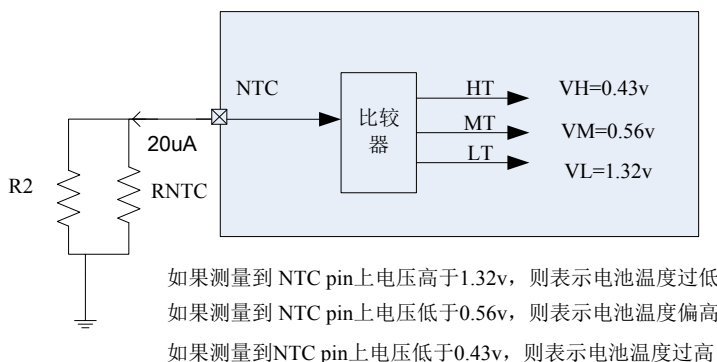 NTC
HT
VH=0.43v
比较
器
MT
VM=0.56v
20uA
LT
VL=1.32v
R2
RNTC
如果测量到 NTC pin上电压高于1.32v，则表示电池温度过低
如果测量到 NTC pin上电压低于0.56v，则表示电池温度偏高
如果测量到NTC pin上电压低于0.43v，则表示电池温度过高